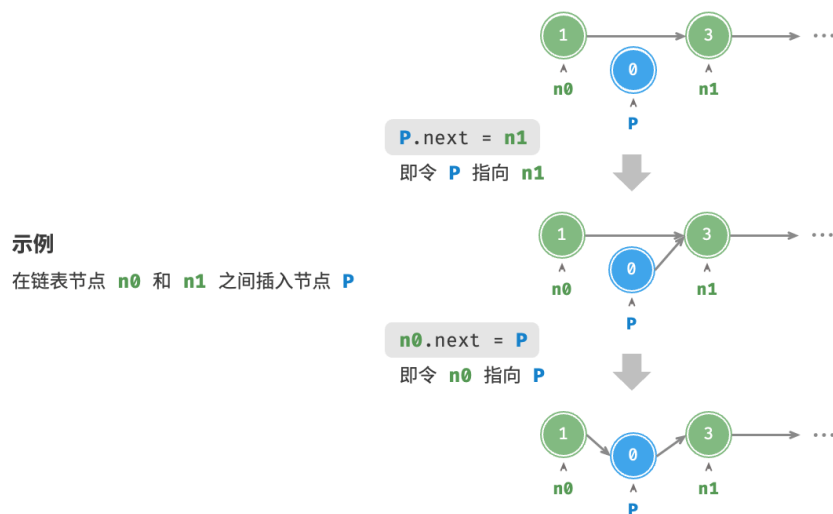 1 3 ...
0
n0 n1
P
P.next = n1
即令 P 指向 n1
1 3 ...
0
n0 n1
P
示例
在链表节点 n0 和 n1 之间插入节点 P
n0.next = P
即令 n0 指向 P
1 3 ...
0
n0 n1
P